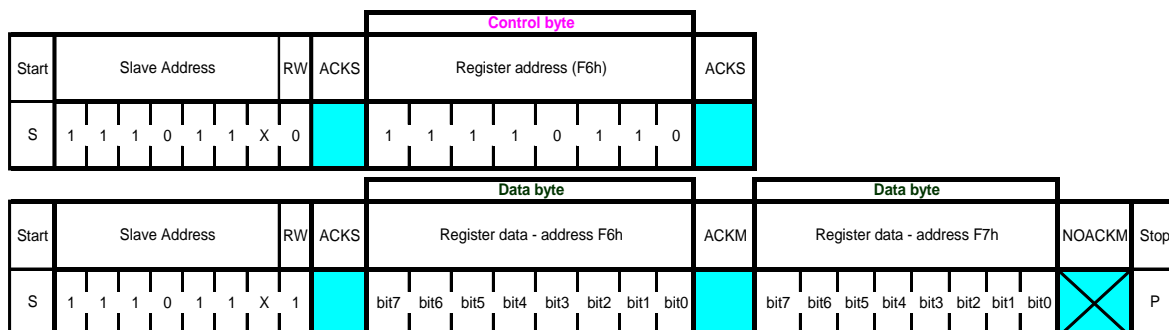 Control byte
Start Slave Address RW ACKS Register address (F6h) ACKS
S 1 1 1 0 1 1 X 0 1 1 1 1 0 1 1 0
Data byte Data byte
Start Slave Address RW ACKS Register data - address F6h ACKM Register data - address F7h NOACKM Stop
S 1 1 1 0 1 1 X 1 bit7 bit6 bit5 bit4 bit3 bit2 bit1 bit0 bit7 bit6 bit5 bit4 bit3 bit2 bit1 bit0 P